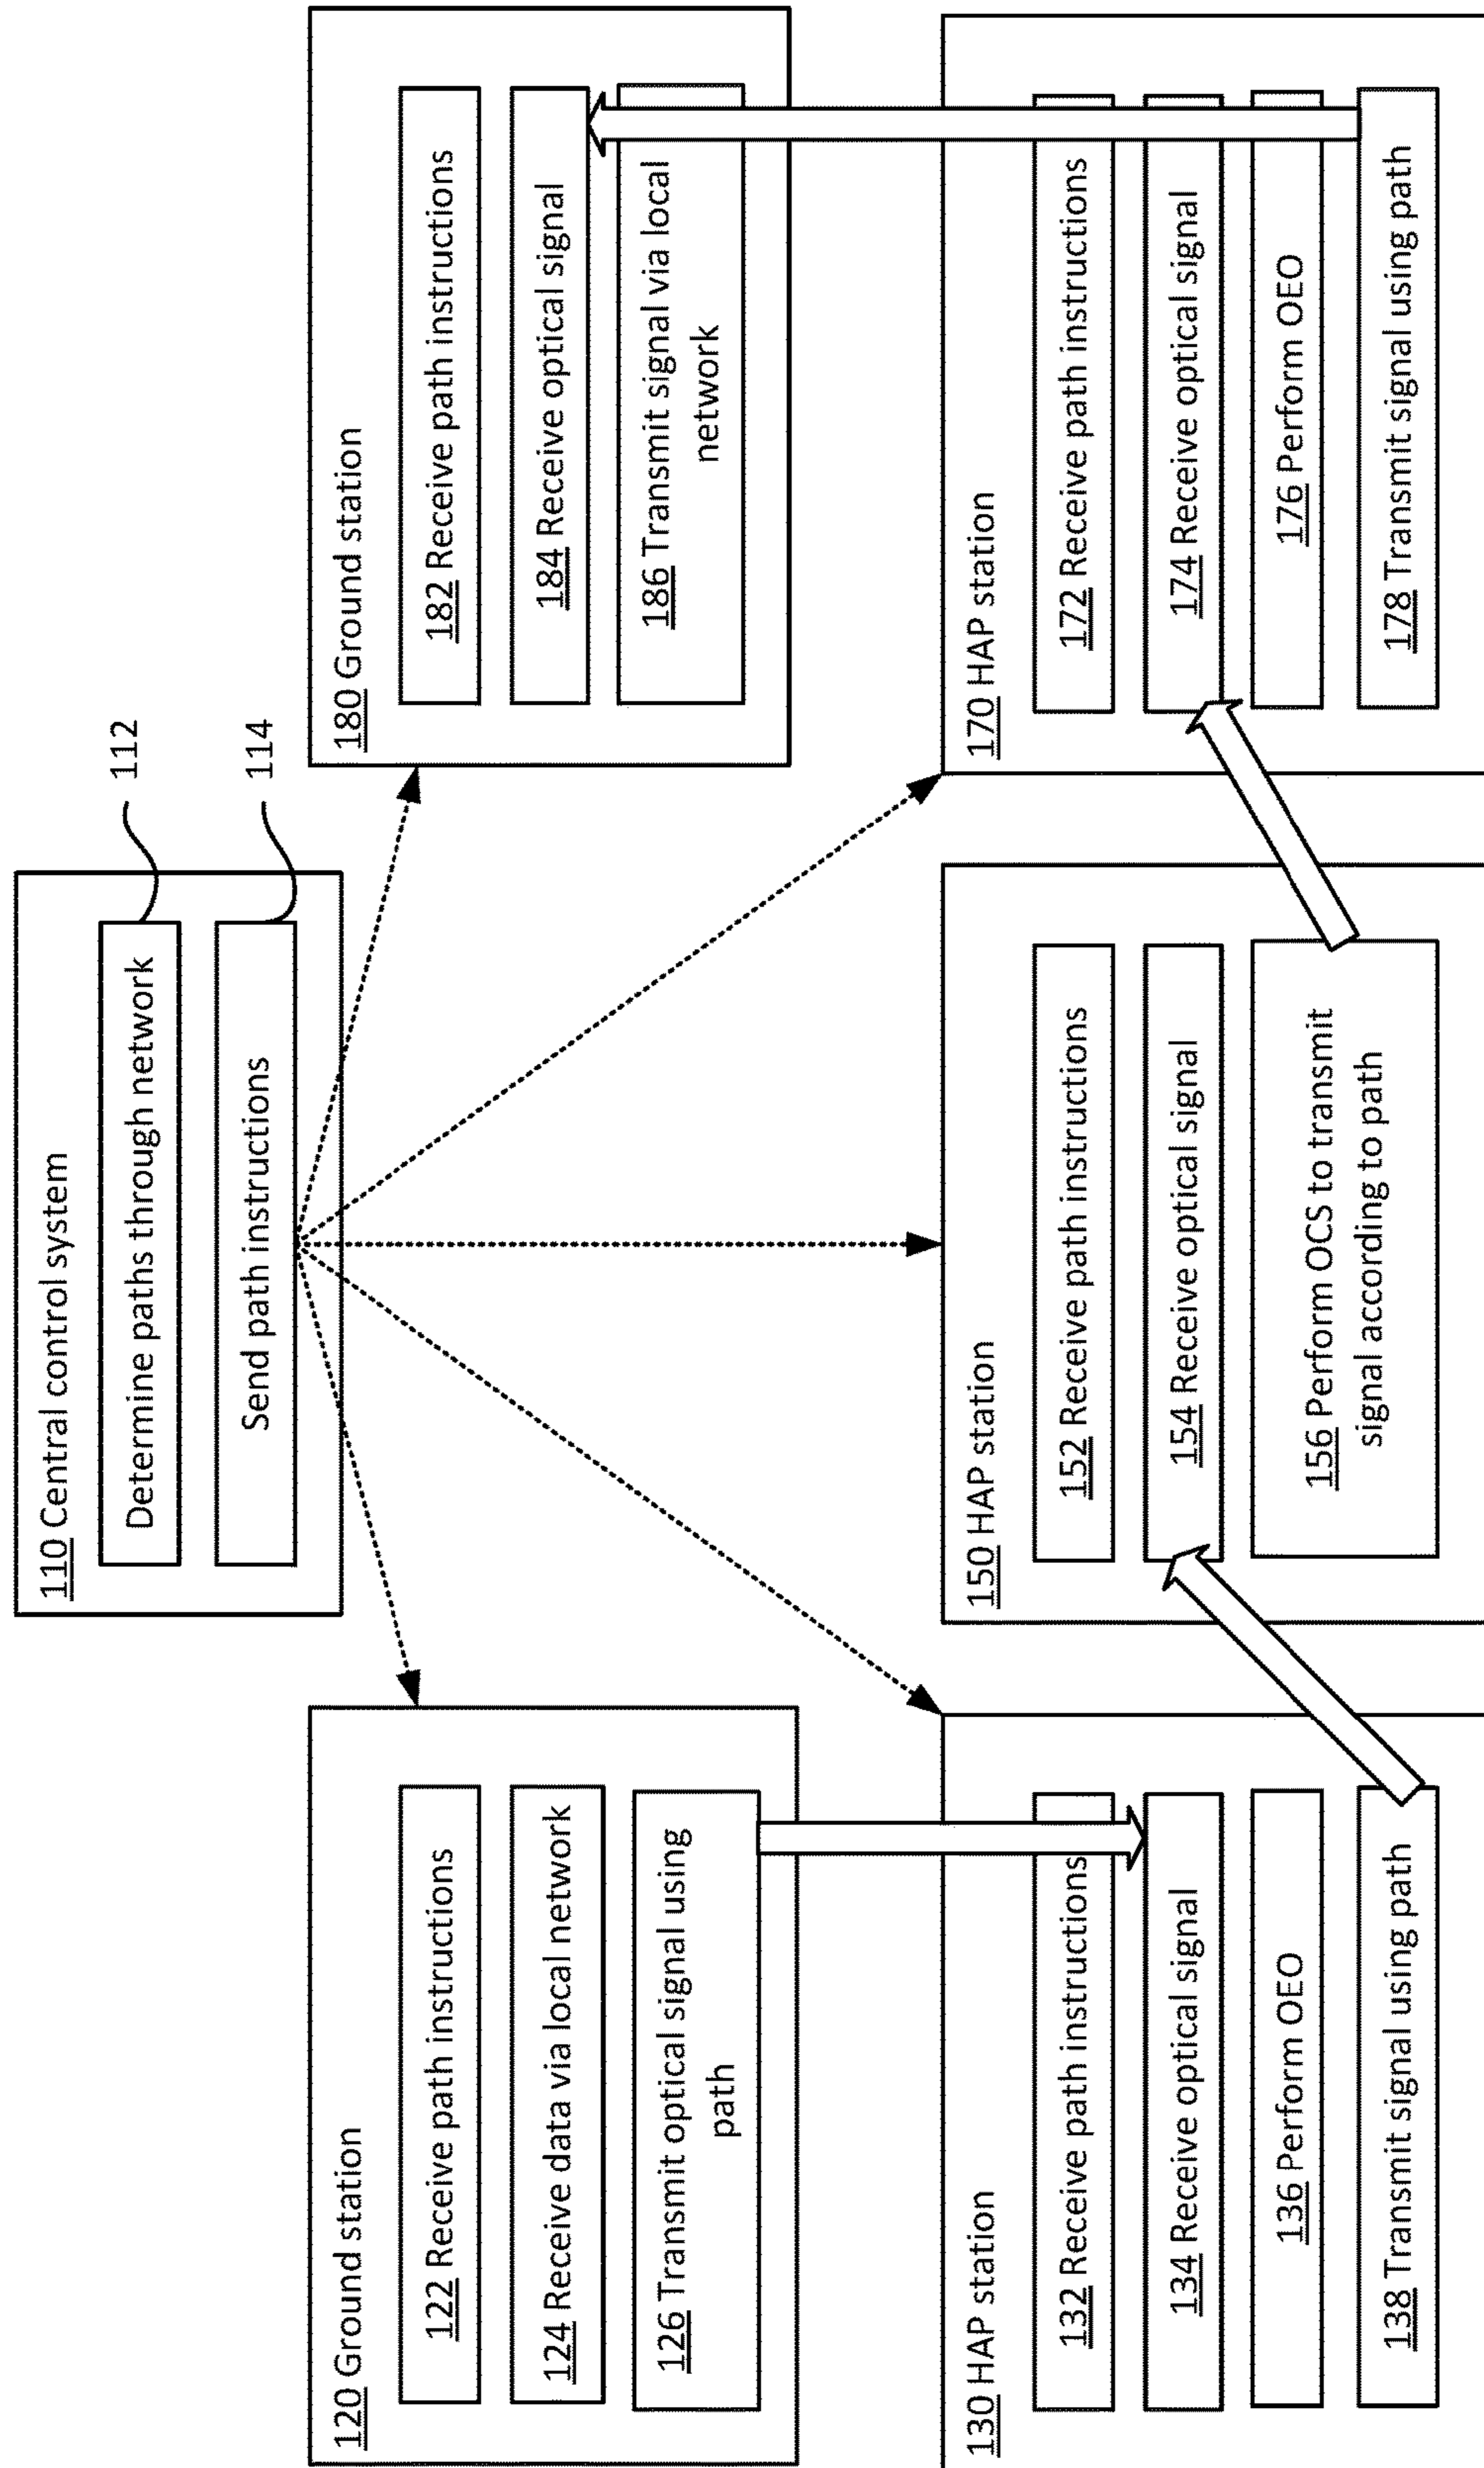 110 Central control system
Determine paths through network
112
Send path instructions
114
120 Ground station
122 Receive path instructions
124 Receive data via local network
126 Transmit optical signal using
path
180 Ground station
182 Receive path instructions
184 Receive optical signal
186 Transmit signal via local
network
130 HAP station
132 Receive path instructions
134 Receive optical signal
136 Perform OEO
138 Transmit signal using path
150 HAP station
152 Receive path instructions
154 Receive optical signal
156 Perform OCS to transmit
signal according to path
170 HAP station
172 Receive path instructions
174 Receive optical signal
176 Perform OEO
178 Transmit signal using path